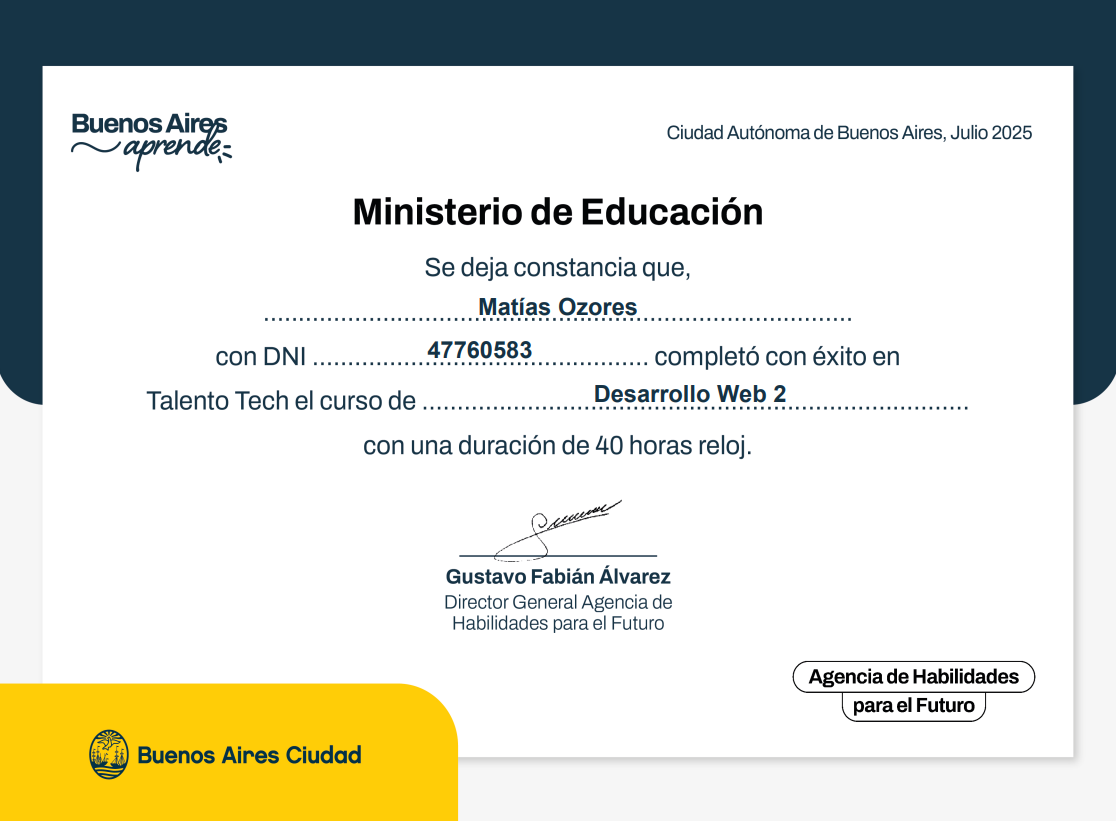 Buenos Aires
aprende
Ciudad Autónoma de Buenos Aires, Julio 2025
Ministerio de Educación
Se deja constancia que,
Matías Ozores
con DNI 47760583 completó con éxito en
Talento Tech el curso de Desarrollo Web 2
con una duración de 40 horas reloj.
Gustavo Fabián Álvarez
Director General Agencia de
Habilidades para el Futuro
Agencia de Habilidades
para el Futuro
Buenos Aires Ciudad